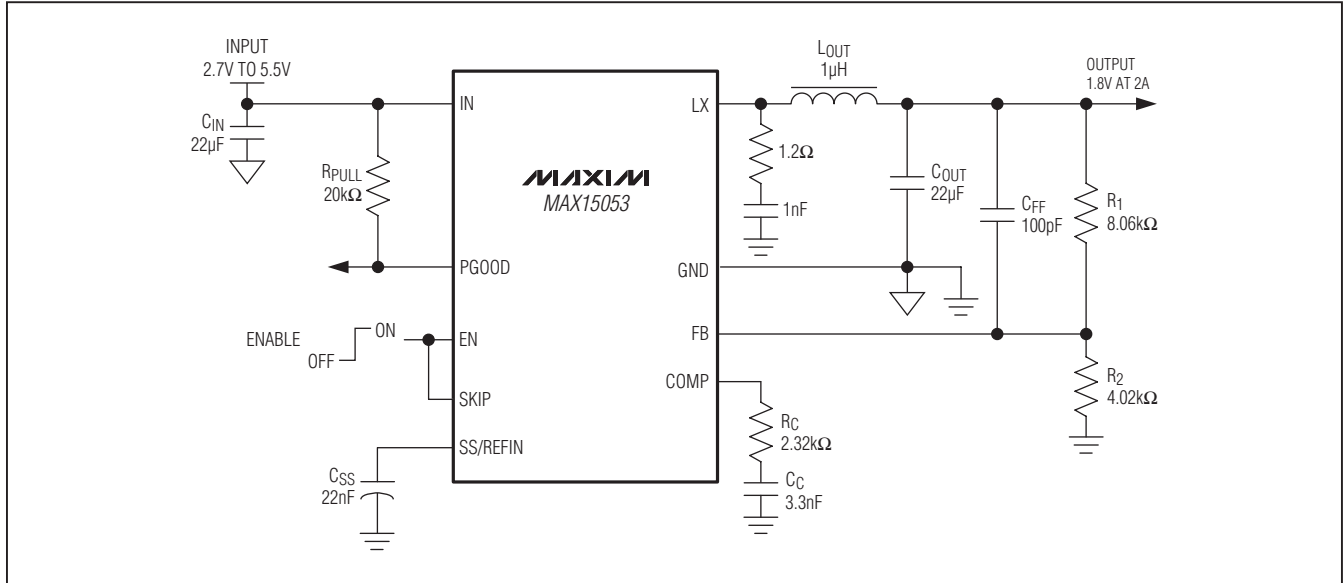 INPUT
2.7V TO 5.5V
CIN
22µF
RPULL
20kΩ
ENABLE
OFF
ON
CSS
22nF
IN
PGOOD
EN
SKIP
SS/REFIN
MAXIM
MAX15053
LX
GND
FB
COMP
LOUT
1µH
1.2Ω
1nF
COUT
22µF
CFF
100pF
R1
8.06kΩ
OUTPUT
1.8V AT 2A
R2
4.02kΩ
RC
2.32kΩ
CC
3.3nF